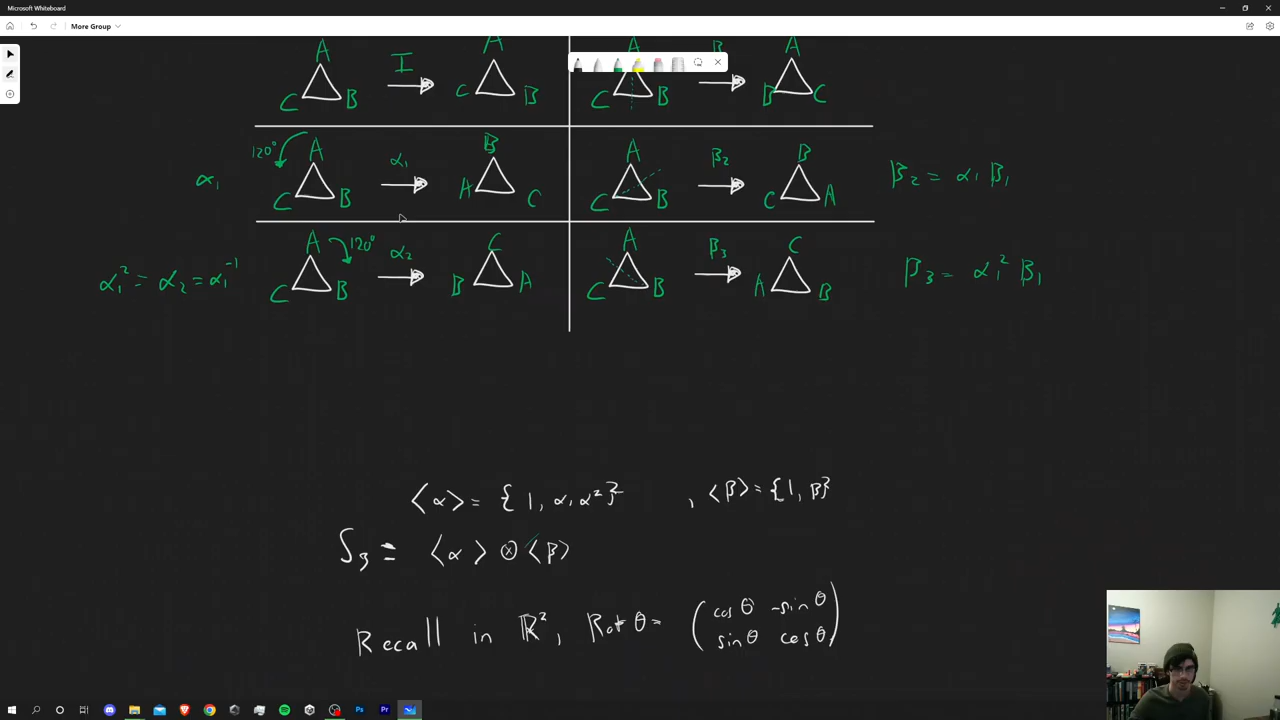 Microsoft Whiteboard
More Group
A I A A A
C B C B C B B C
120° A α₁ B A β₂ B β₂ = α₁ β₁
α₁ C B A C C B C A
α₁² = α₂ = α₁⁻¹ A 120° α₂ C A β₃ C β₃ = α₁² β₁
C B B A C B A B
⟨α⟩ = { 1, α, α² } , ⟨β⟩ = {1, β}
S₃ = ⟨α⟩ ⊗ ⟨β⟩
Recall in ℝ², Rot θ = ( cos θ -sin θ
sin θ cos θ )